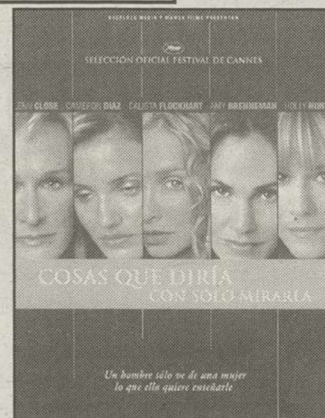 SELECCIÓN OFICIAL FESTIVAL DE CANNES
CLOSE CAMERON DIAZ CALISTA FLOCKHART AMY BRENNEMAN HOLLY
COSAS QUE DIRÍA
CON SÓLO MIRARLA
Un hombre sólo ve de una mujer
lo que ella quiere enseñarle